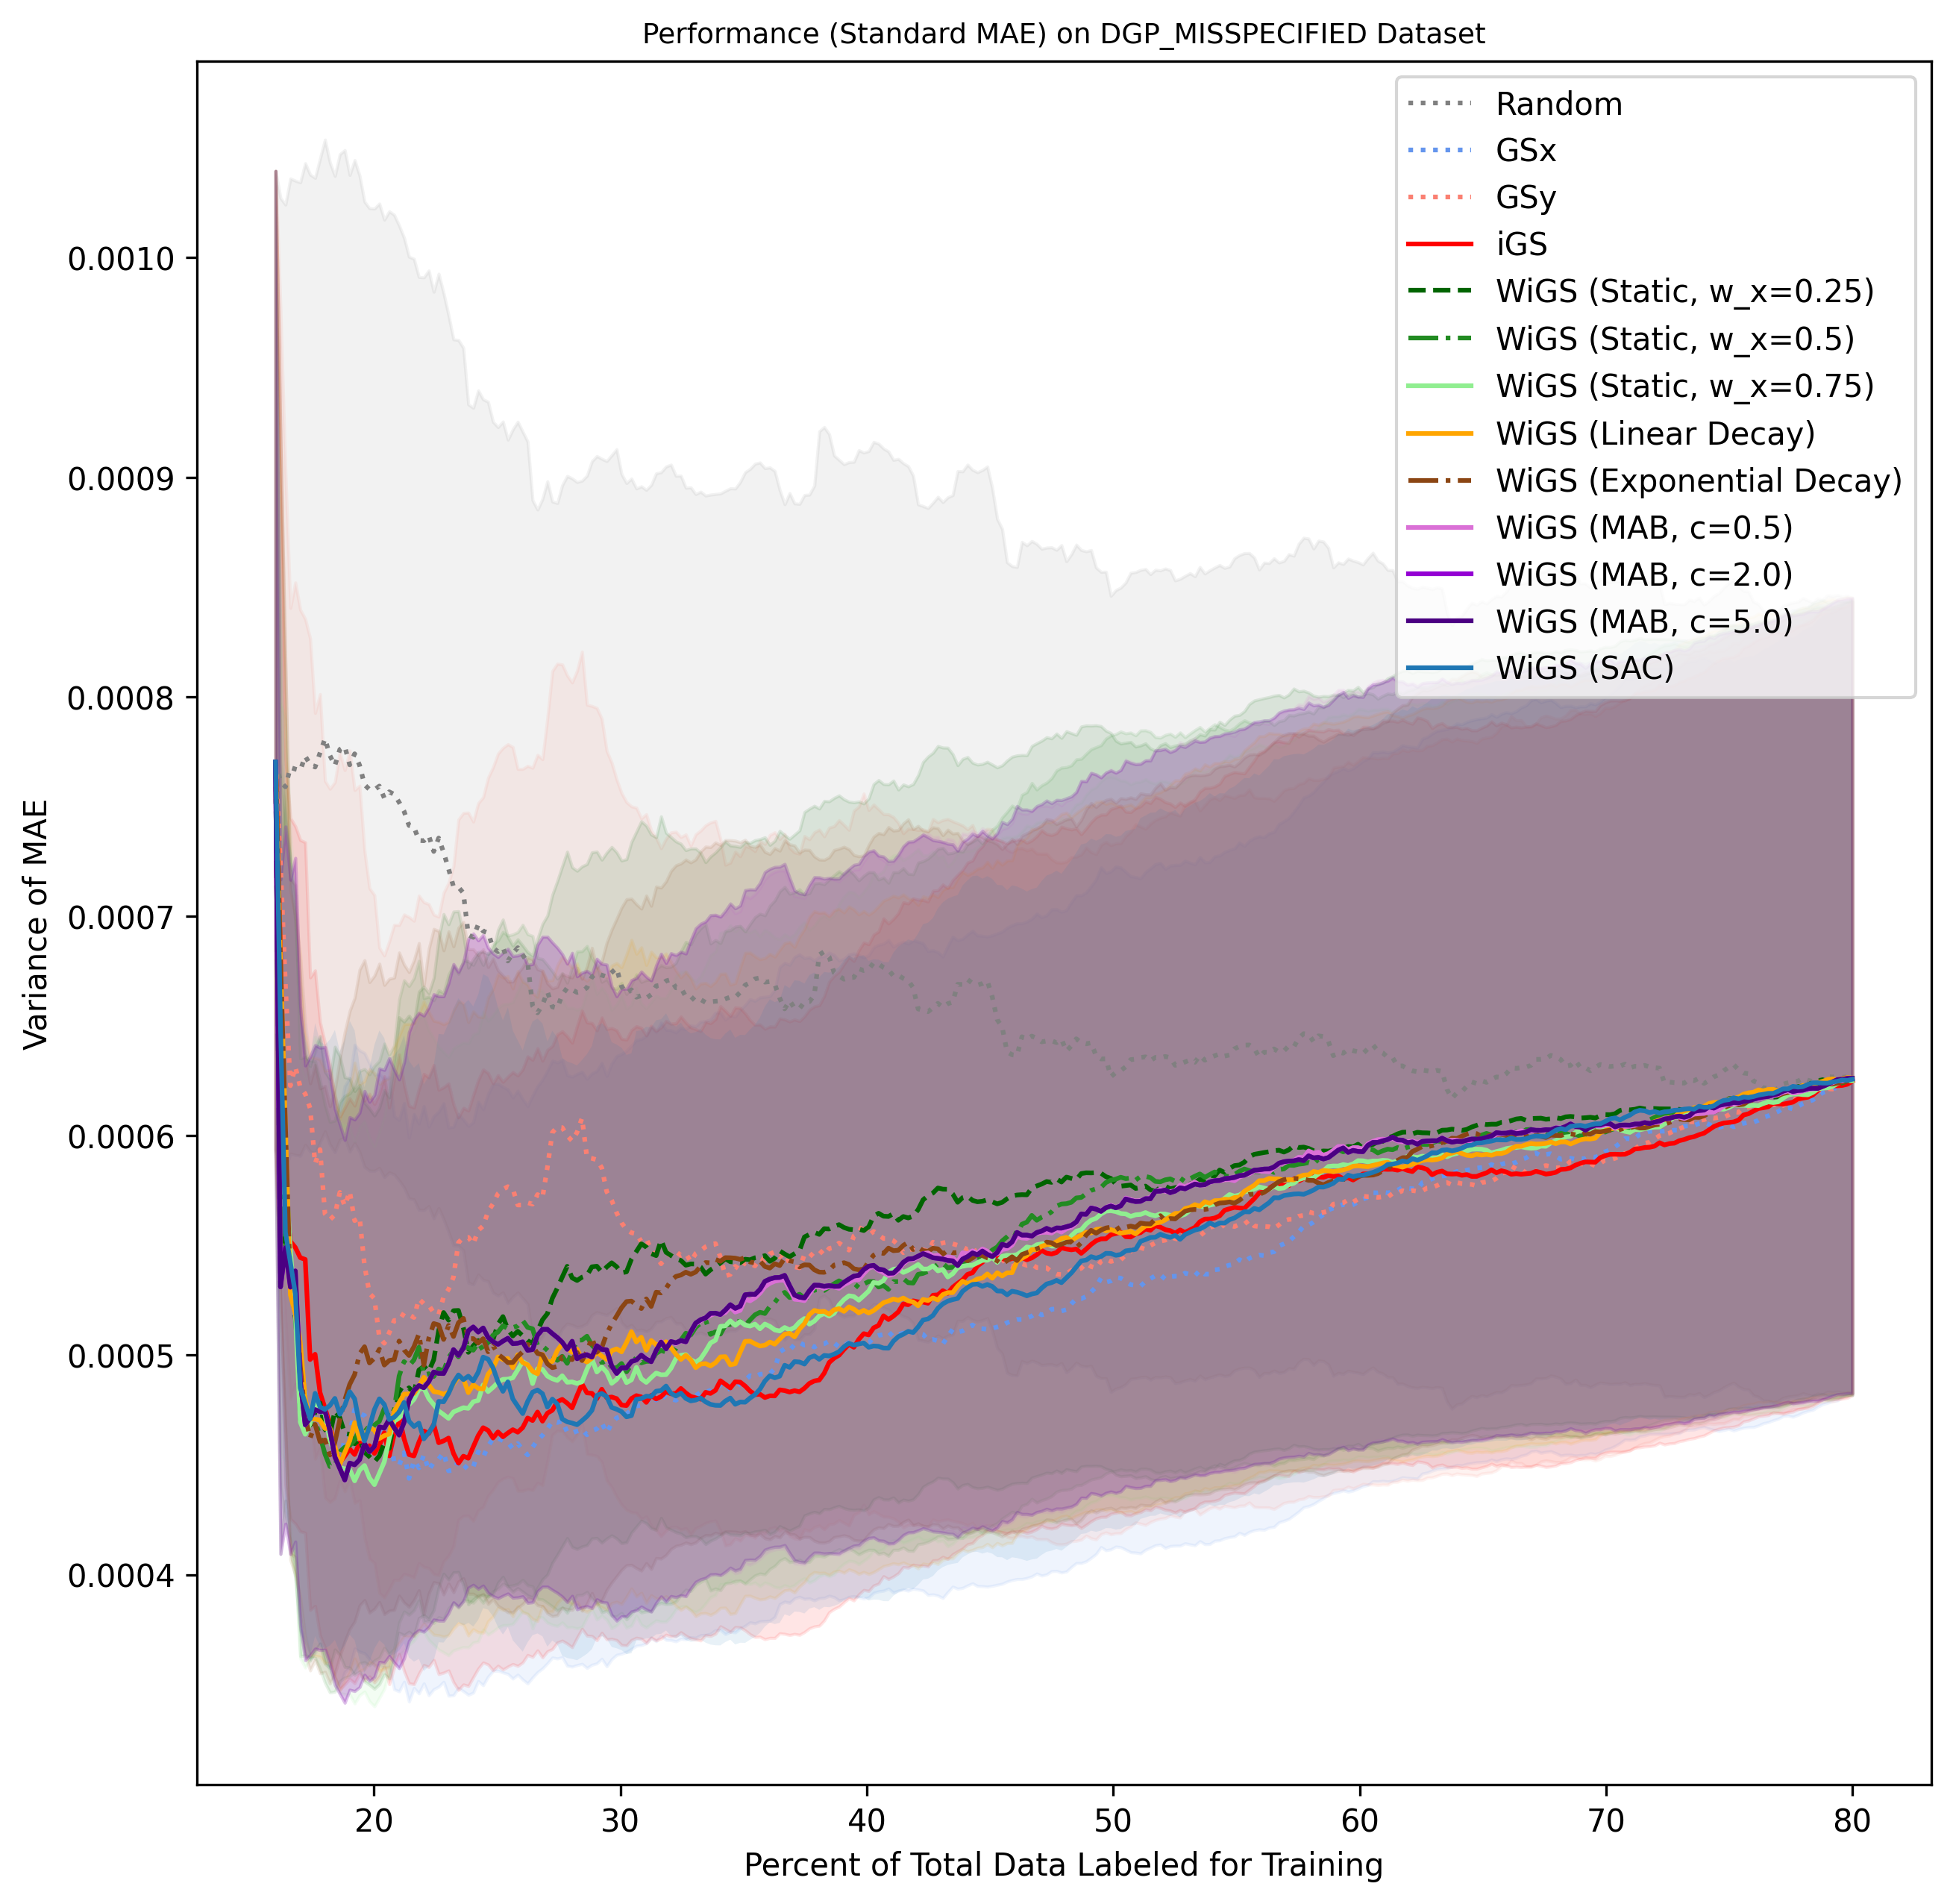 Performance (Standard MAE) on DGP_MISSPECIFIED Dataset
Random
GSx
GSy
iGS
WiGS (Static, w_x=0.25)
WiGS (Static, w_x=0.5)
WiGS (Static, w_x=0.75)
WiGS (Linear Decay)
WiGS (Exponential Decay)
WiGS (MAB, c=0.5)
WiGS (MAB, c=2.0)
WiGS (MAB, c=5.0)
WiGS (SAC)
Variance of MAE
0.0010
0.0009
0.0008
0.0007
0.0006
0.0005
0.0004
20 30 40 50 60 70 80
Percent of Total Data Labeled for Training